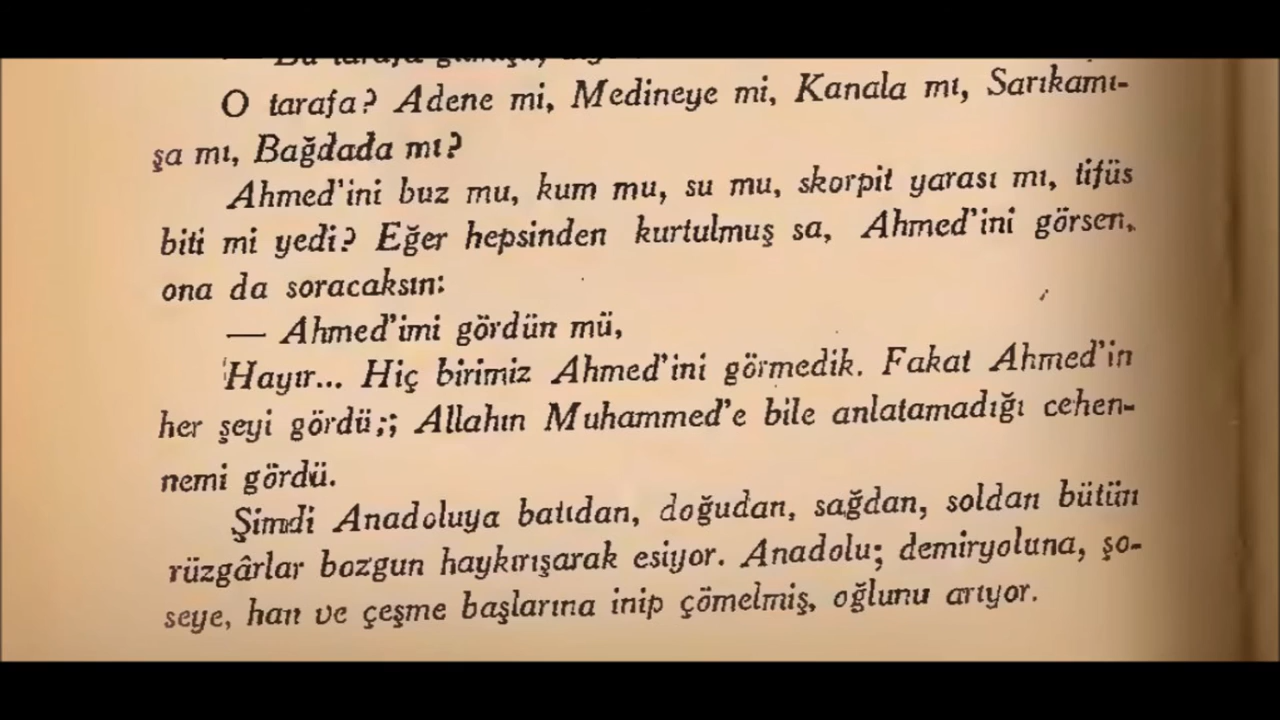 O tarafa? Adene mi, Medineye mi, Kanala mı, Sarıkamı-
şa mı, Bağdada mı?
Ahmed'ini buz mu, kum mu, su mu, skorpit yarası mı, tifüs
biti mi yedi? Eğer hepsinden kurtulmuş sa, Ahmed'ini görsen,
ona da soracaksın:
— Ahmed'imi gördün mü,
Hayır... Hiç birimiz Ahmed'ini görmedik. Fakat Ahmed'in
her şeyi gördü;; Allahın Muhammed'e bile anlatamadığı cehen-
nemi gördü.
Şimdi Anadoluya batıdan, doğudan, sağdan, soldan bütün
rüzgârlar bozgun haykırışarak esiyor. Anadolu; demiryoluna, şo-
seye, han ve çeşme başlarına inip çömelmiş, oğlunu arıyor.